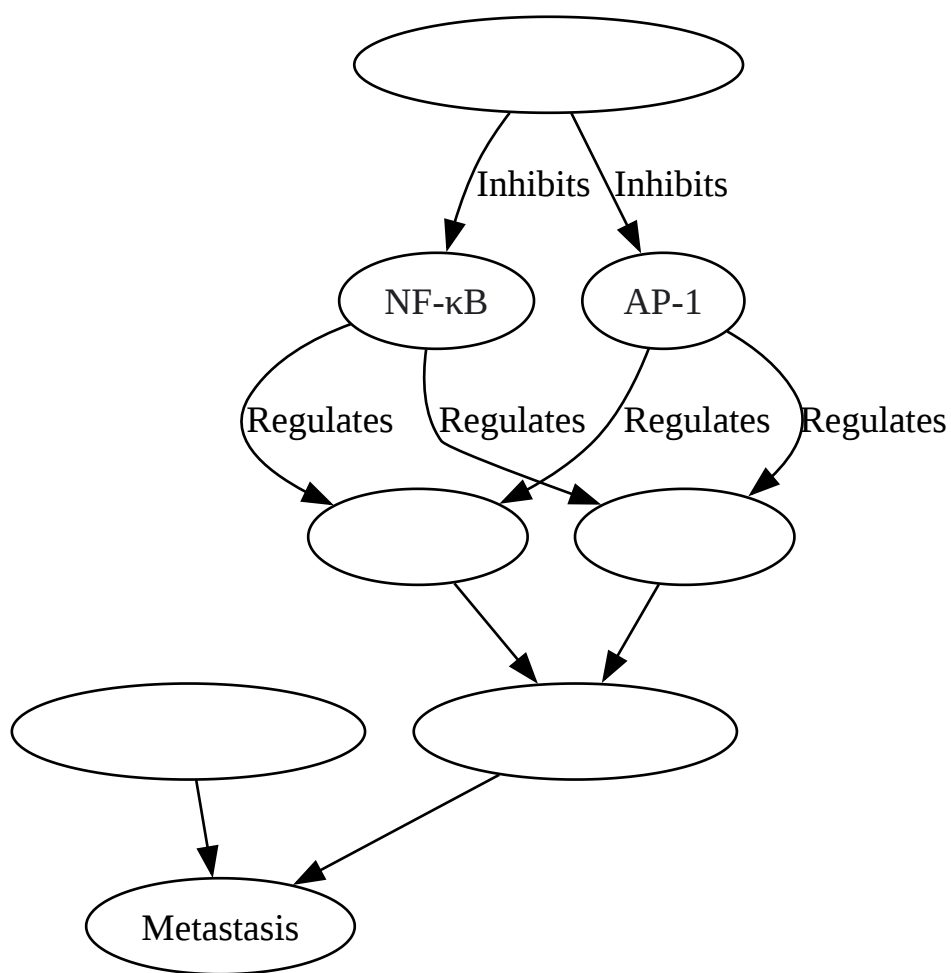 Inhibits Inhibits
NF-κB AP-1
Regulates Regulates Regulates Regulates
Metastasis